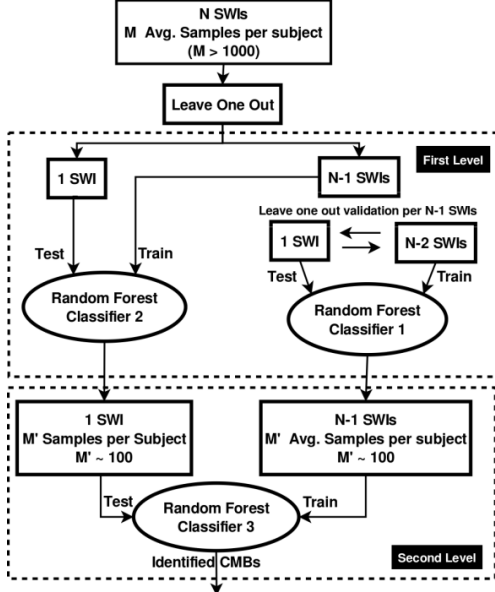 N SWIs
M Avg. Samples per subject
(M > 1000)
Leave One Out
First Level
1 SWI
N-1 SWIs
Leave one out validation per N-1 SWIs
1 SWI
N-2 SWIs
Test
Train
Test
Train
Random Forest
Classifier 2
Random Forest
Classifier 1
1 SWI
M' Samples per Subject
M' ~ 100
N-1 SWIs
M' Avg. Samples per subject
M' ~ 100
Test
Train
Random Forest
Classifier 3
Identified CMBs
Second Level